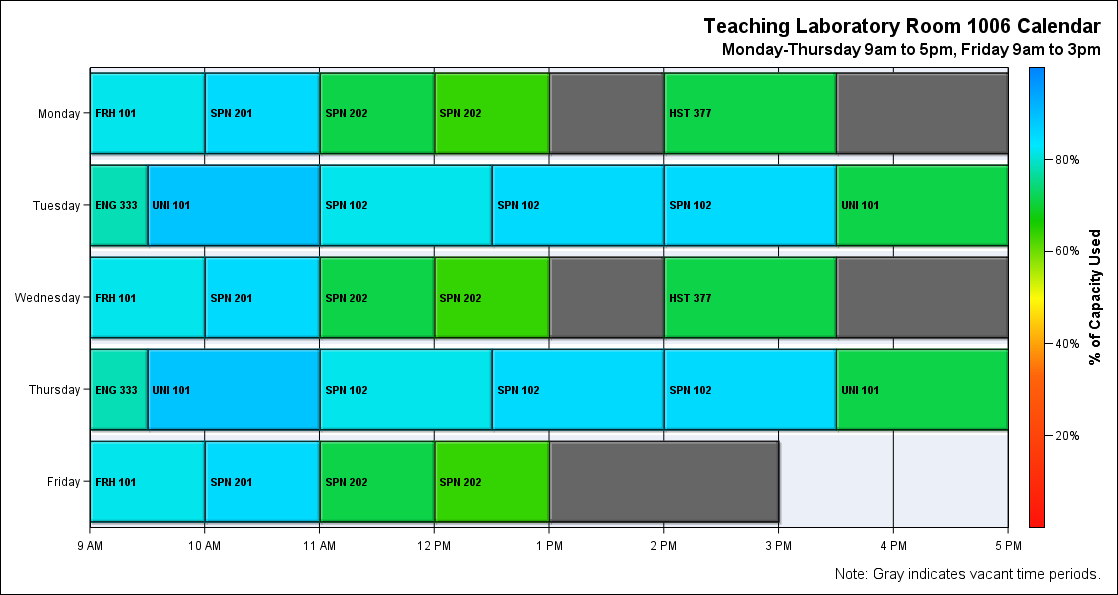 Teaching Laboratory Room 1006 Calendar
Monday-Thursday 9am to 5pm, Friday 9am to 3pm
Monday
FRH 101
SPN 201
SPN 202
SPN 202
HST 377
Tuesday
ENG 333
UNI 101
SPN 102
SPN 102
SPN 102
UNI 101
Wednesday
FRH 101
SPN 201
SPN 202
SPN 202
HST 377
Thursday
ENG 333
UNI 101
SPN 102
SPN 102
SPN 102
UNI 101
Friday
FRH 101
SPN 201
SPN 202
SPN 202
9 AM
10 AM
11 AM
12 PM
1 PM
2 PM
3 PM
4 PM
5 PM
80%
60%
40%
20%
% of Capacity Used
Note: Gray indicates vacant time periods.